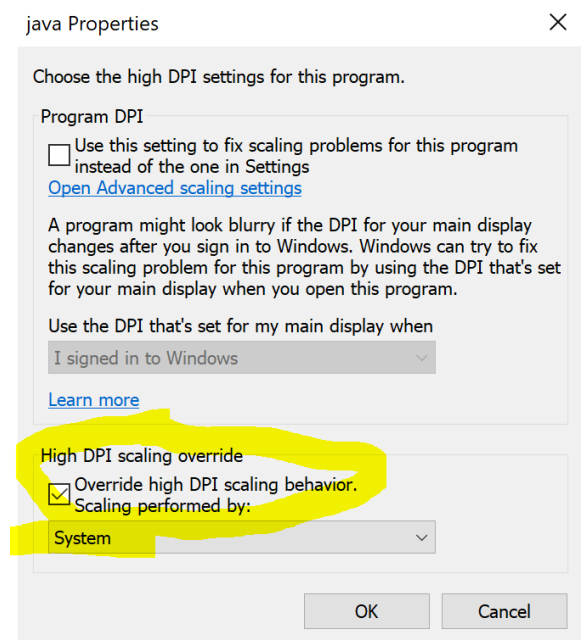 java Properties
Choose the high DPI settings for this program.
Program DPI
Use this setting to fix scaling problems for this program
instead of the one in Settings
Open Advanced scaling settings
A program might look blurry if the DPI for your main display
changes after you sign in to Windows. Windows can try to fix
this scaling problem for this program by using the DPI that's set
for your main display when you open this program.
Use the DPI that's set for my main display when
I signed in to Windows
Learn more
High DPI scaling override
Override high DPI scaling behavior.
Scaling performed by:
System
OK Cancel